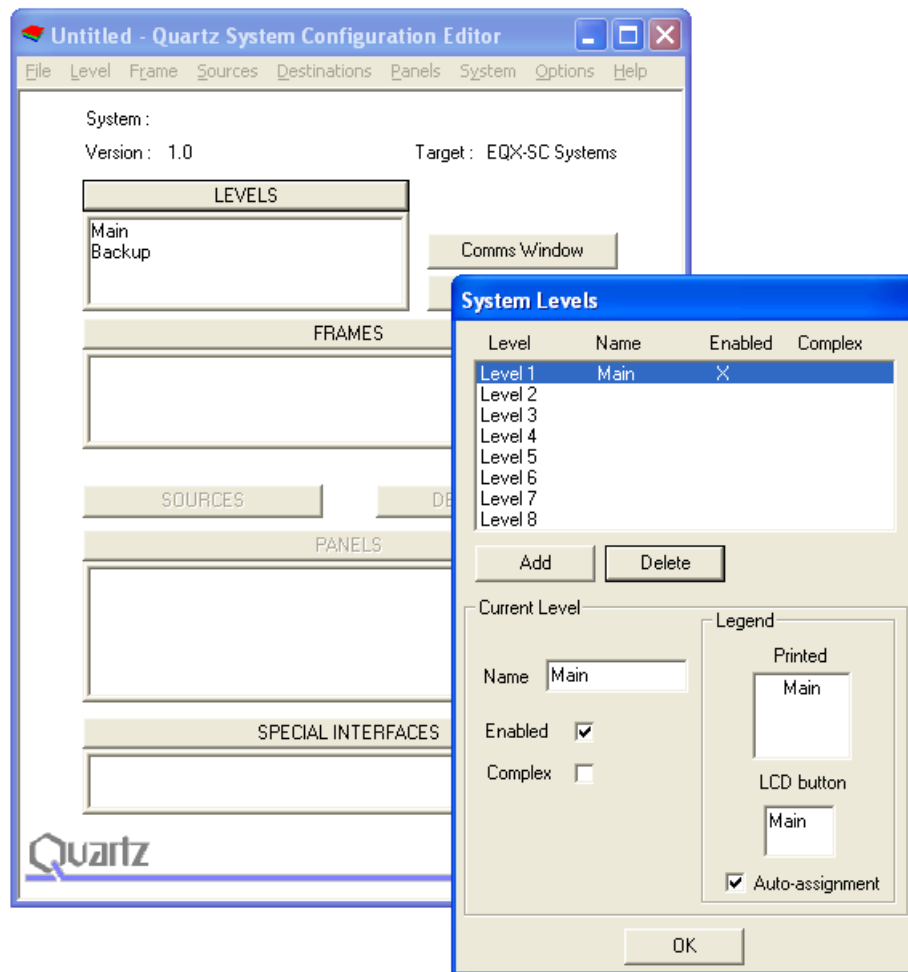 Untitled - Quartz System Configuration Editor
File Level Frame Sources Destinations Panels System Options Help
System :
Version : 1.0 Target : EQX-SC Systems
LEVELS
Main
Backup
Comms Window
FRAMES
SOURCES
DE
PANELS
SPECIAL INTERFACES
Quartz
System Levels
Level Name Enabled Complex
Level 1 Main X
Level 2
Level 3
Level 4
Level 5
Level 6
Level 7
Level 8
Add Delete
Current Level
Name Main
Enabled
Complex
Legend
Printed
Main
LCD button
Main
Auto-assignment
OK